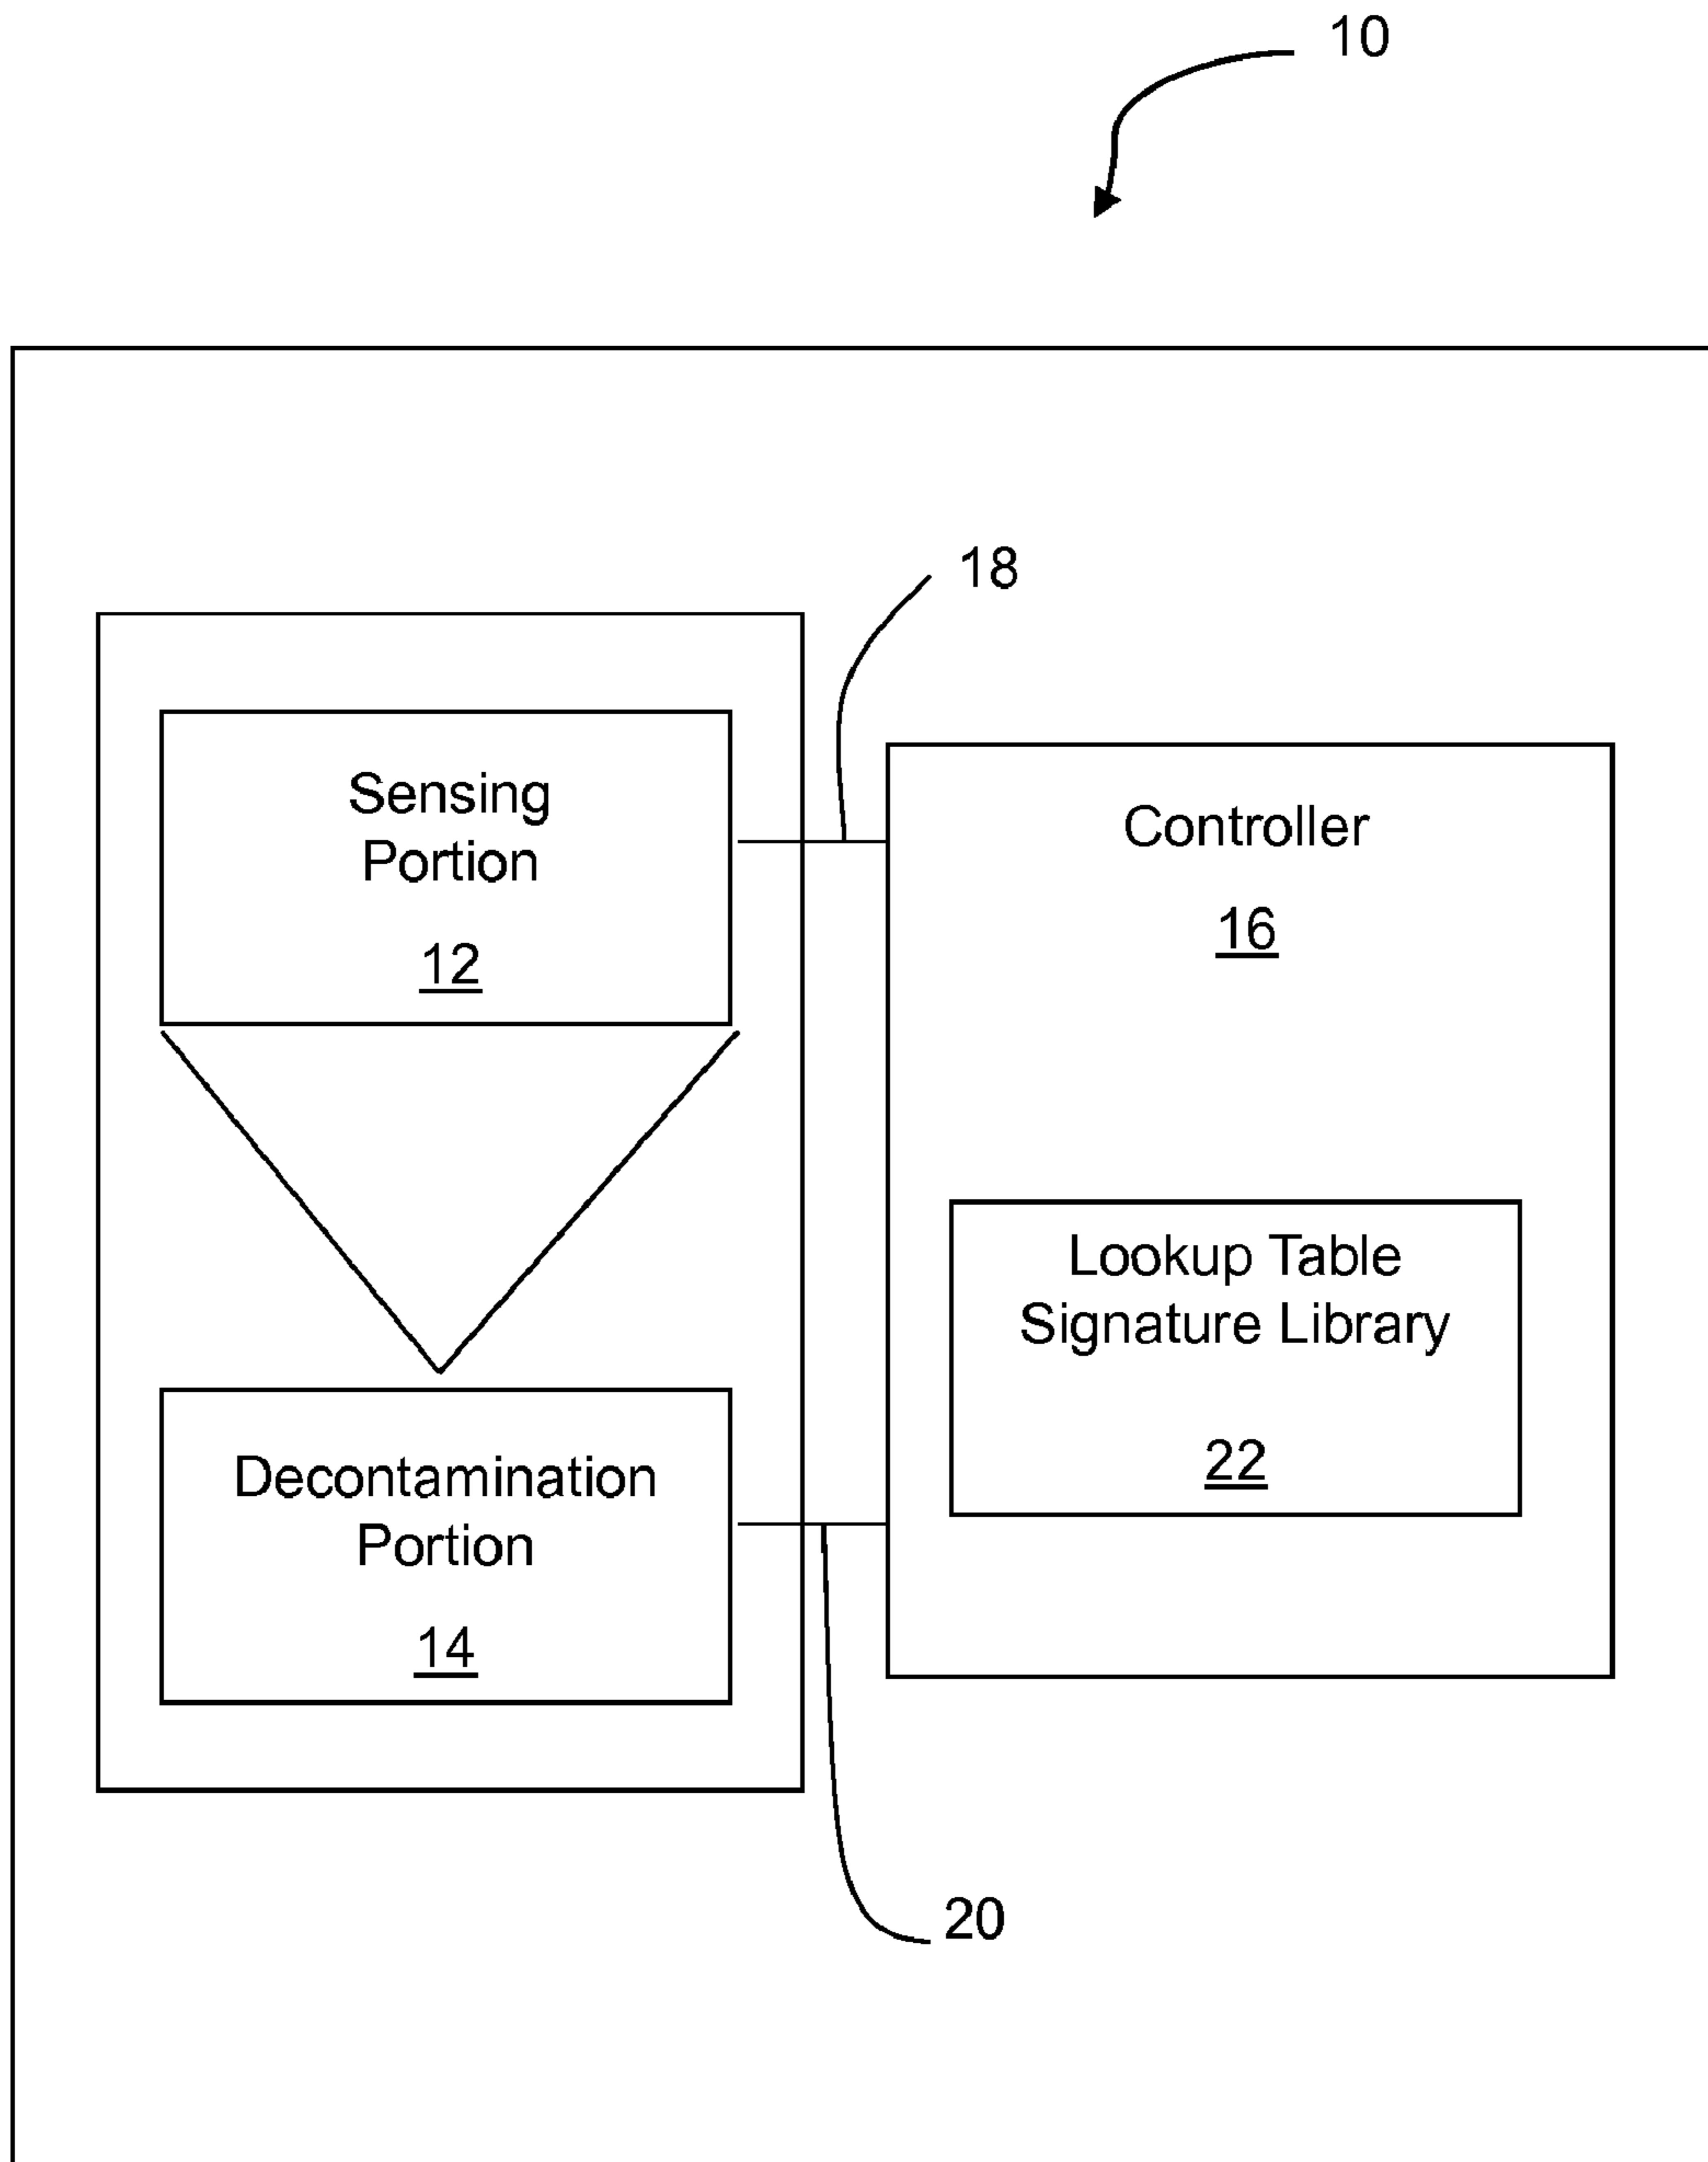 10
18
Sensing
Portion
12
Controller
16
Lookup Table
Signature Library
22
Decontamination
Portion
14
20